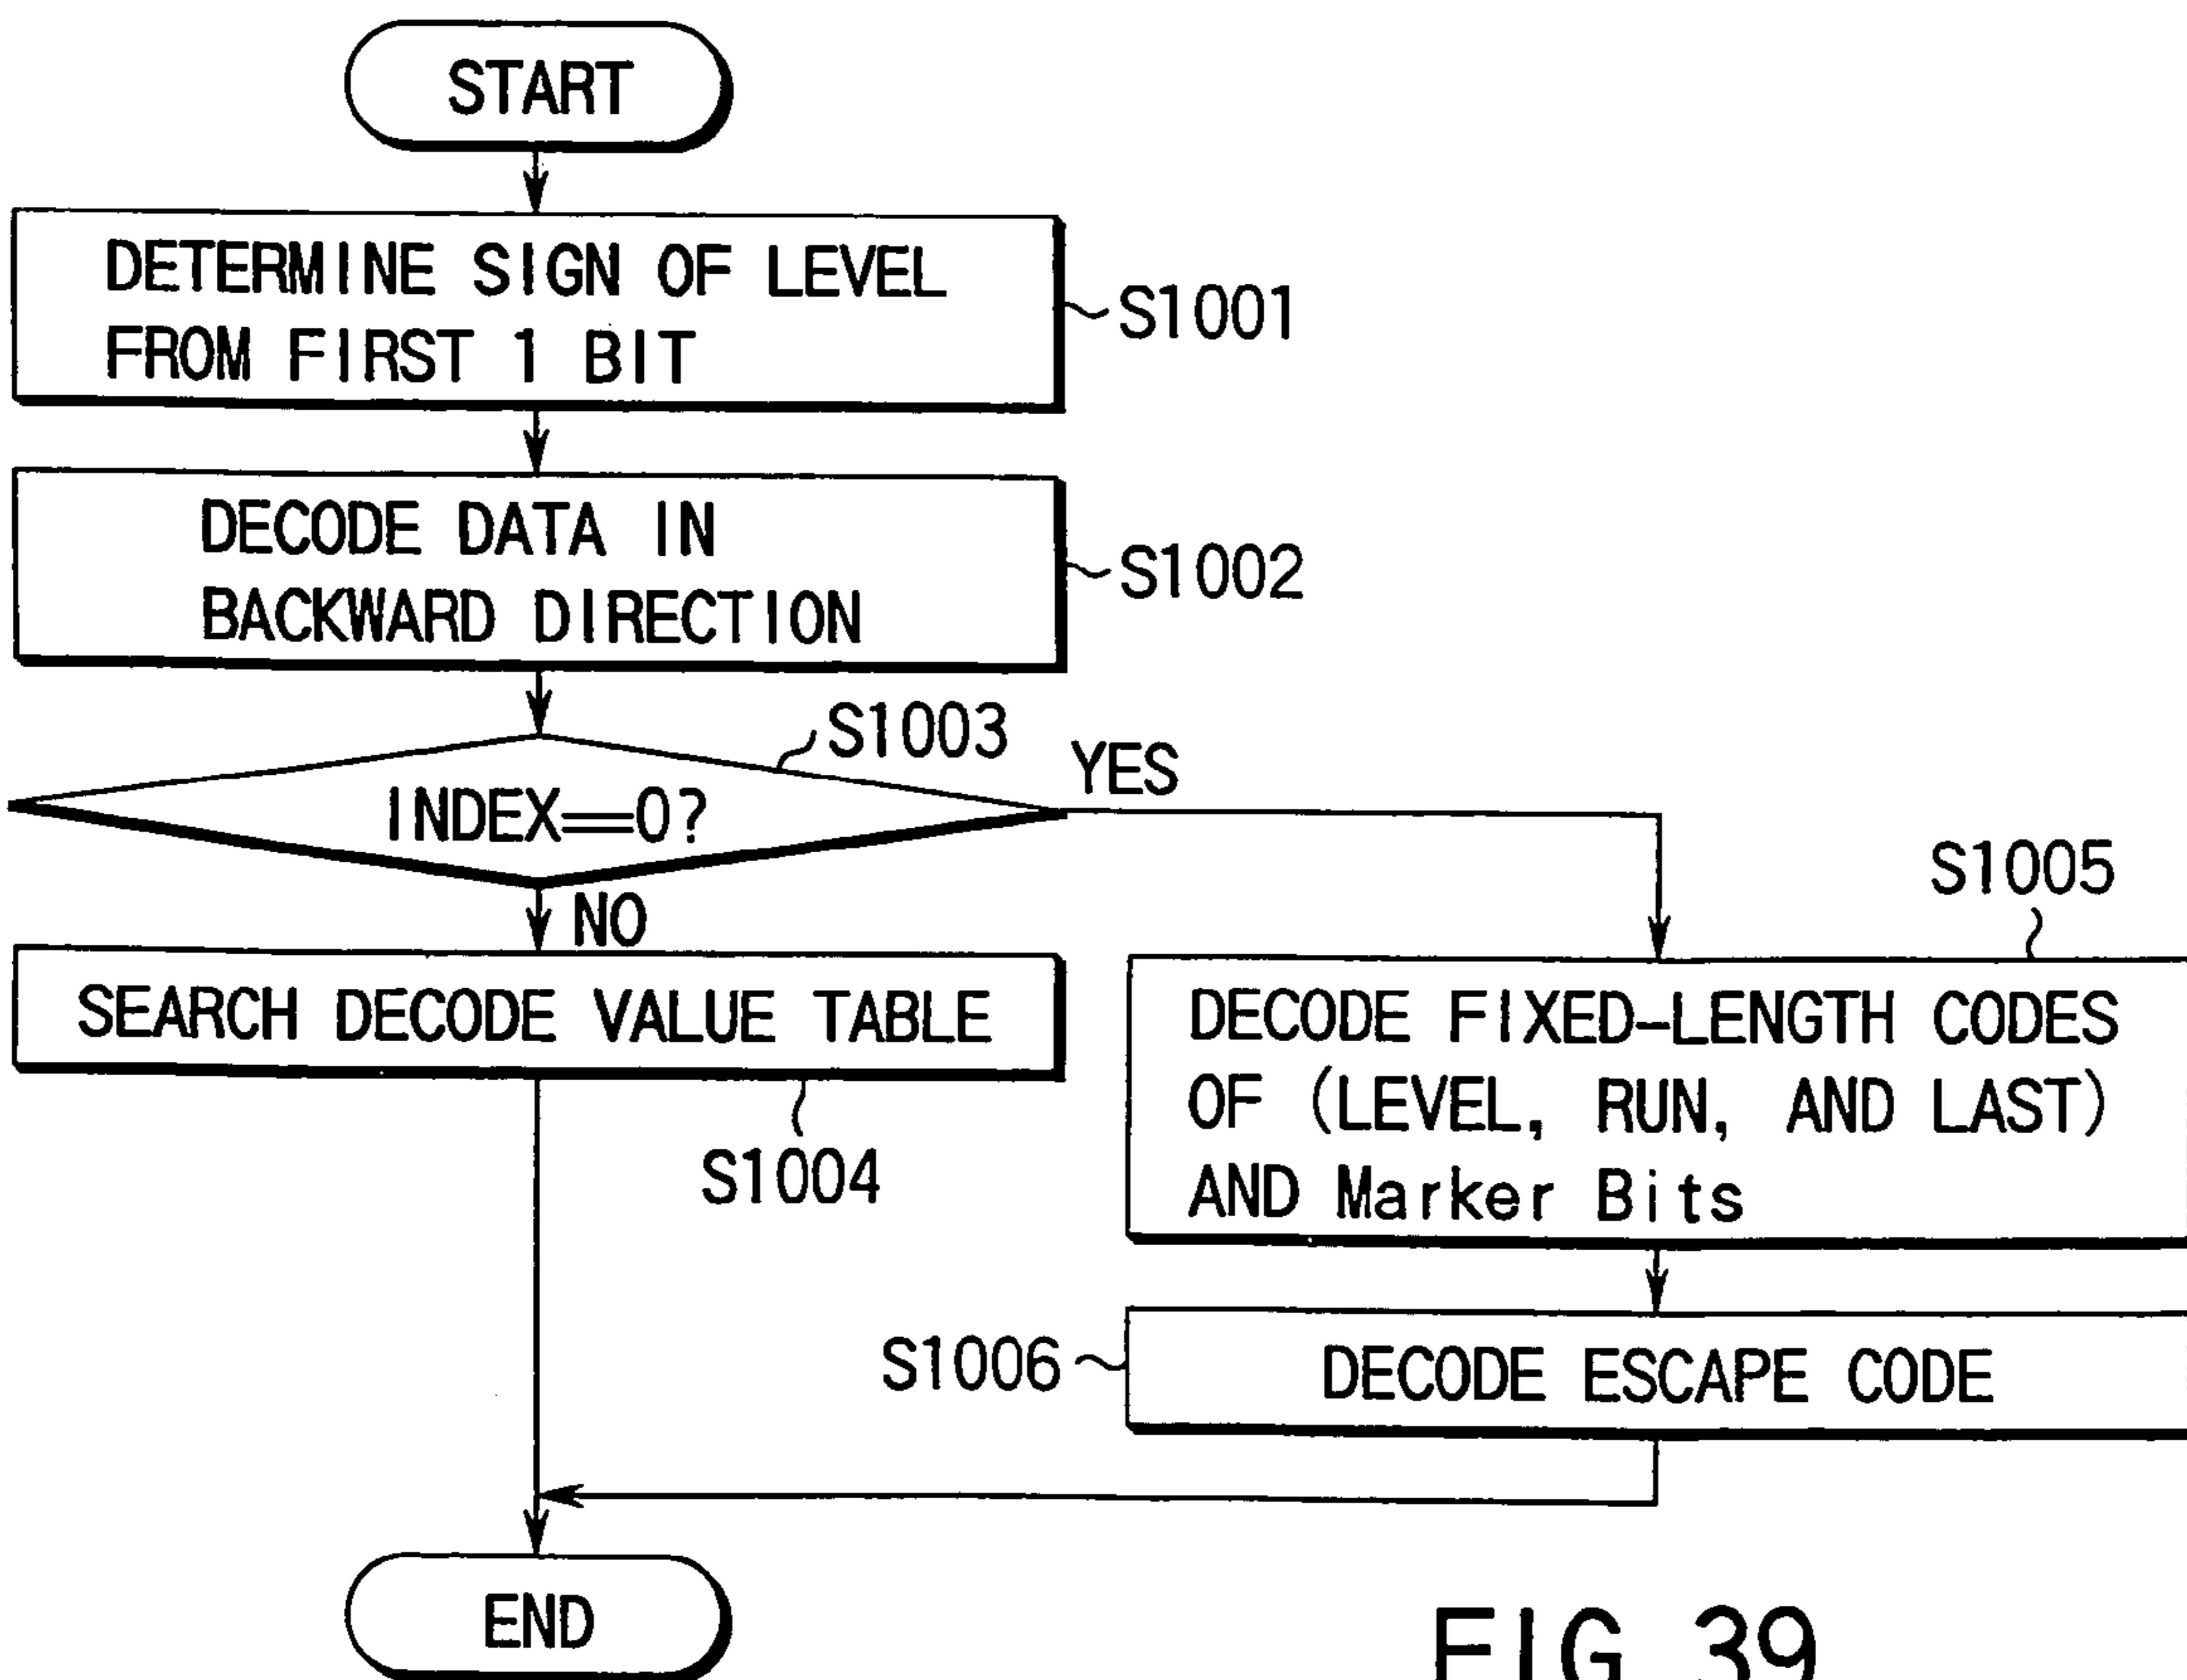 START
DETERMINE SIGN OF LEVEL
FROM FIRST 1 BIT
S1001
DECODE DATA IN
BACKWARD DIRECTION
S1002
S1003
INDEX==0?
YES
NO
SEARCH DECODE VALUE TABLE
S1004
S1005
DECODE FIXED-LENGTH CODES
OF (LEVEL, RUN, AND LAST)
AND Marker Bits
S1006
DECODE ESCAPE CODE
END
FIG. 39